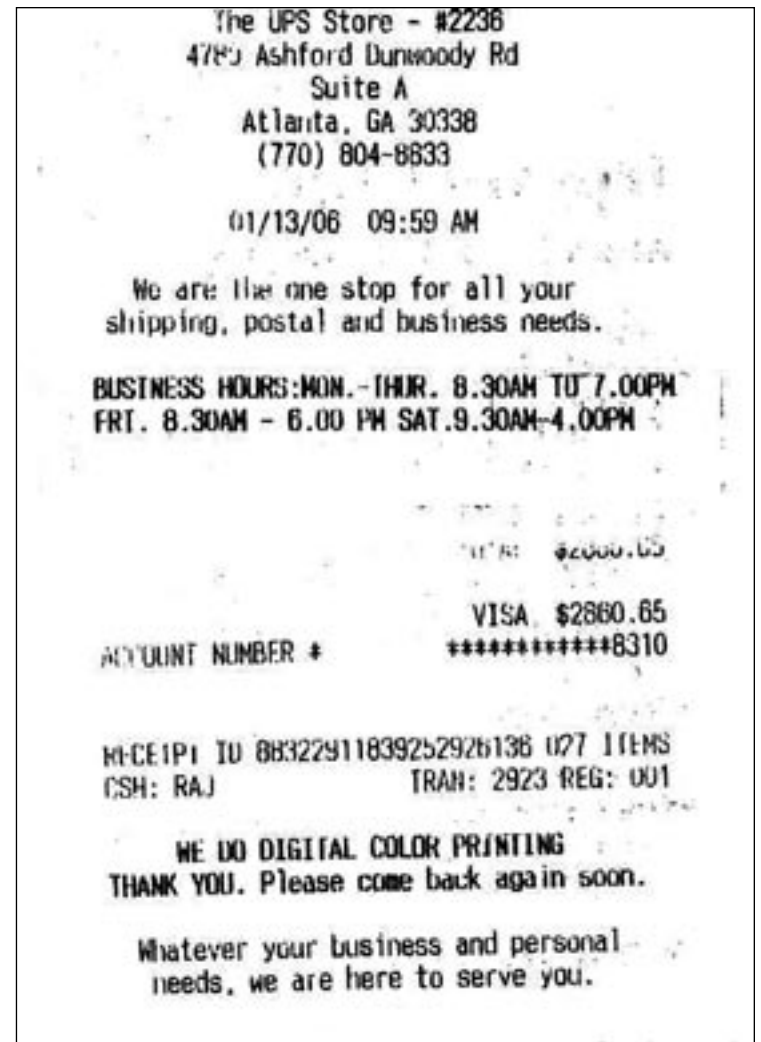 The UPS Store - #2236
Ashford Dunwoody Rd
Suite A
Atlanta, GA 30338
(770) 804-8833
01/13/06 09:59 AM
We are the one stop for all your
shipping, postal and business needs.
BUSINESS HOURS:MON.-THUR. 8.30AM TO 7.00PM
FRI. 8.30AM - 6.00 PM SAT.9.30AM-4.00PM
VISA $2860.65
ACCOUNT NUMBER # ************8310
RECEIPT ID 027 ITEMS
CSH: RAJ TRAN: 2923 REG: 001
WE DO DIGITAL COLOR PRINTING
THANK YOU. Please come back again soon.
Whatever your business and personal
needs, we are here to serve you.